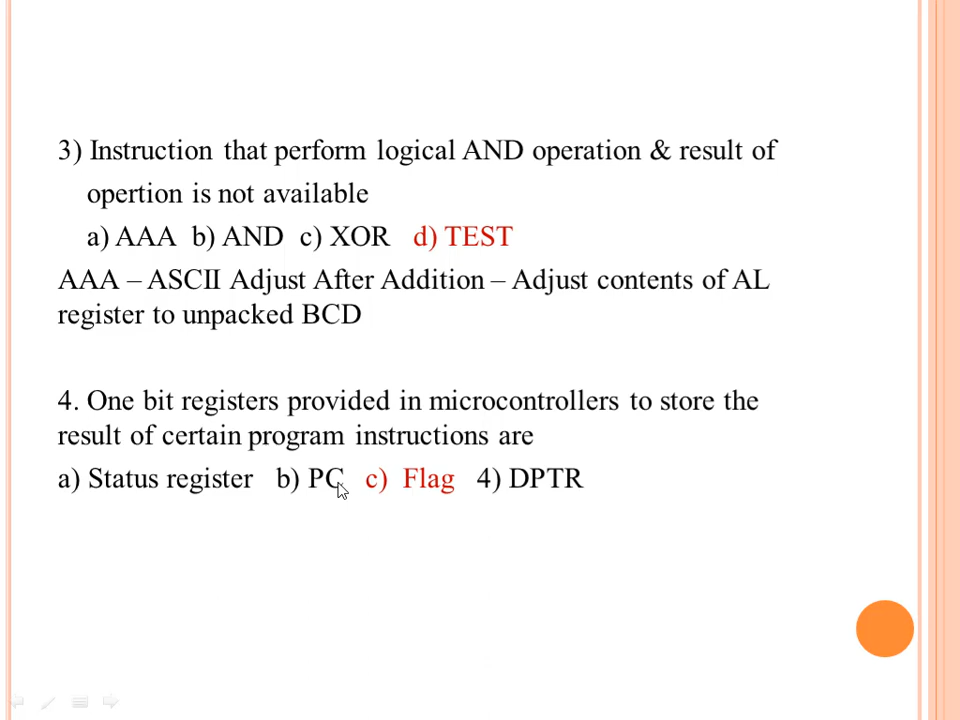 3) Instruction that perform logical AND operation & result of
opertion is not available
a) AAA b) AND c) XOR d) TEST
AAA – ASCII Adjust After Addition – Adjust contents of AL
register to unpacked BCD
4. One bit registers provided in microcontrollers to store the
result of certain program instructions are
a) Status register b) PC c) Flag 4) DPTR